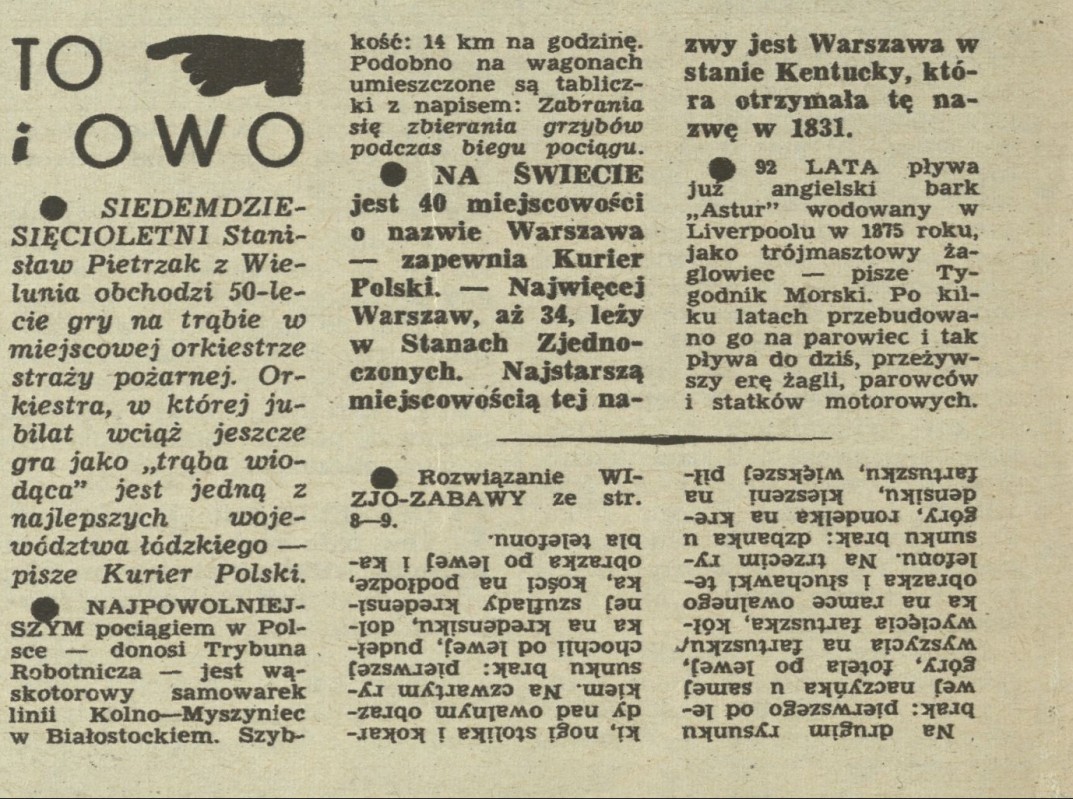 TO
i OWO
● SIEDEMDZIE-
SIĘCIOLETNI Stani-
sław Pietrzak z Wie-
lunia obchodzi 50-le-
cie gry na trąbie w
miejscowej orkiestrze
straży pożarnej. Or-
kiestra, w której ju-
bilat wciąż jeszcze
gra jako „trąba wio-
dąca” jest jedną z
najlepszych woje-
wództwa łódzkiego —
pisze Kurier Polski.
● NAJPOWOLNIEJ-
SZYM pociągiem w Pol-
sce — donosi Trybuna
Robotnicza — jest wą-
skotorowy samowarek
linii Kolno—Myszyniec
w Białostockiem. Szyb-
kość: 14 km na godzinę.
Podobno na wagonach
umieszczone są tablicz-
ki z napisem: Zabrania
się zbierania grzybów
podczas biegu pociągu.
● NA ŚWIECIE
jest 40 miejscowości
o nazwie Warszawa
— zapewnia Kurier
Polski. — Najwięcej
Warszaw, aż 34, leży
w Stanach Zjedno-
czonych. Najstarszą
miejscowością tej na-
zwy jest Warszawa w
stanie Kentucky, któ-
ra otrzymała tę na-
zwę w 1831.
● 92 LATA pływa
już angielski bark
„Astur” wodowany w
Liverpoolu w 1875 roku,
jako trójmasztowy ża-
glowiec — pisze Ty-
godnik Morski. Po kil-
ku latach przebudowa-
no go na parowiec i tak
pływa do dziś, przeżyw-
szy erę żagli, parowców
i statków motorowych.
● Rozwiązanie WI-
ZJO-ZABAWY ze str.
8—9.
Na drugim rysunku
brak: pierwszego od le-
wej naczyńka u samej
góry, fotela po lewej,
wyszycia na fartuszku,
wycięcia fartuszka, kół-
ka na ramce owalnego
obrazka i słuchawki te-
lefonu. Na trzecim ry-
sunku brak: dzbanka u
góry, rondelka na kre-
densiku, kieszeni na
fartuszku, większej pił-
ki, nogi stolika i kokar-
dy nad owalnym obraz-
kiem. Na czwartym ry-
sunku brak: pierwszej
chochli od lewej, pudeł-
ka na kredensiku, dol-
nej szuflady kredensi-
ka, kości na podłodze,
obrazka po lewej i ka-
bla telefonu.